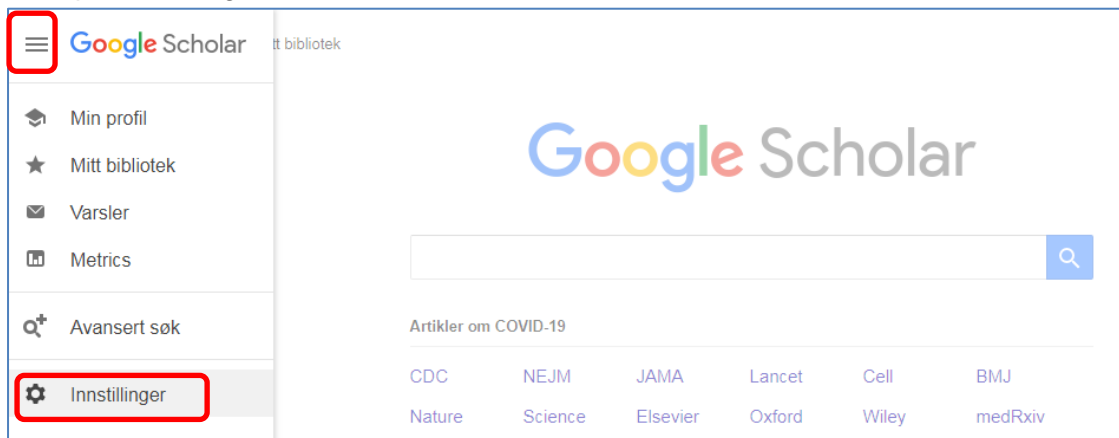 Google Scholar
tt bibliotek
Min profil
Mitt bibliotek
Varsler
Metrics
Avansert søk
Innstillinger
Google Scholar
Artikler om COVID-19
CDC NEJM JAMA Lancet Cell BMJ
Nature Science Elsevier Oxford Wiley medRxiv